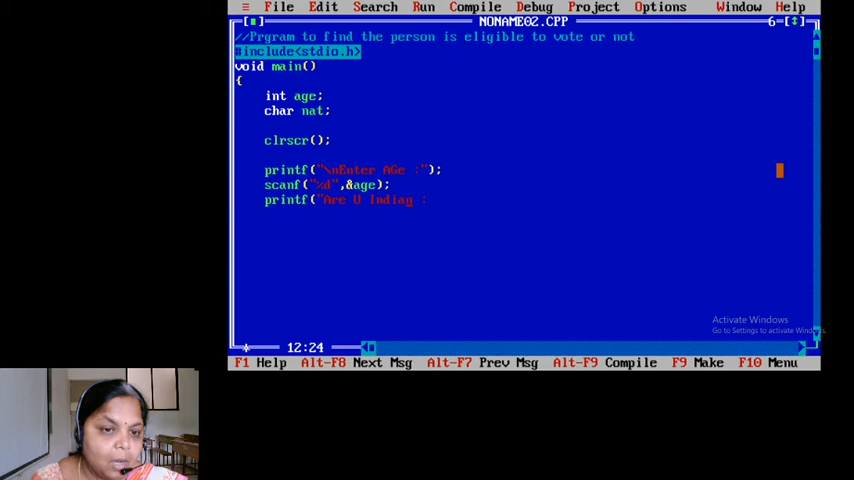 ≡ File Edit Search Run Compile Debug Project Options Window Help
[■] NONAME02.CPP 6=[↕]
//Prgram to find the person is eligible to vote or not
#include<stdio.h>
void main()
{
int age;
char nat;
clrscr();
printf("\nEnter AGe :");
scanf("%d",&age);
printf("Are U Indian :
Activate Windows
Go to Settings to activate Windows.
12:24
F1 Help Alt-F8 Next Msg Alt-F7 Prev Msg Alt-F9 Compile F9 Make F10 Menu